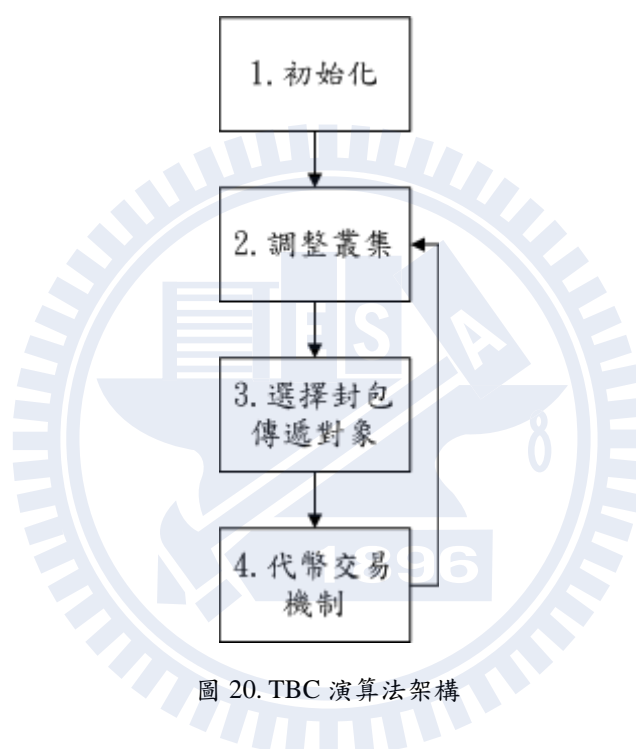 1. 初始化
2. 調整叢集
E S
A
3. 選擇封包
傳遞對象
1896
4. 代幣交易
機制
圖 20. TBC 演算法架構